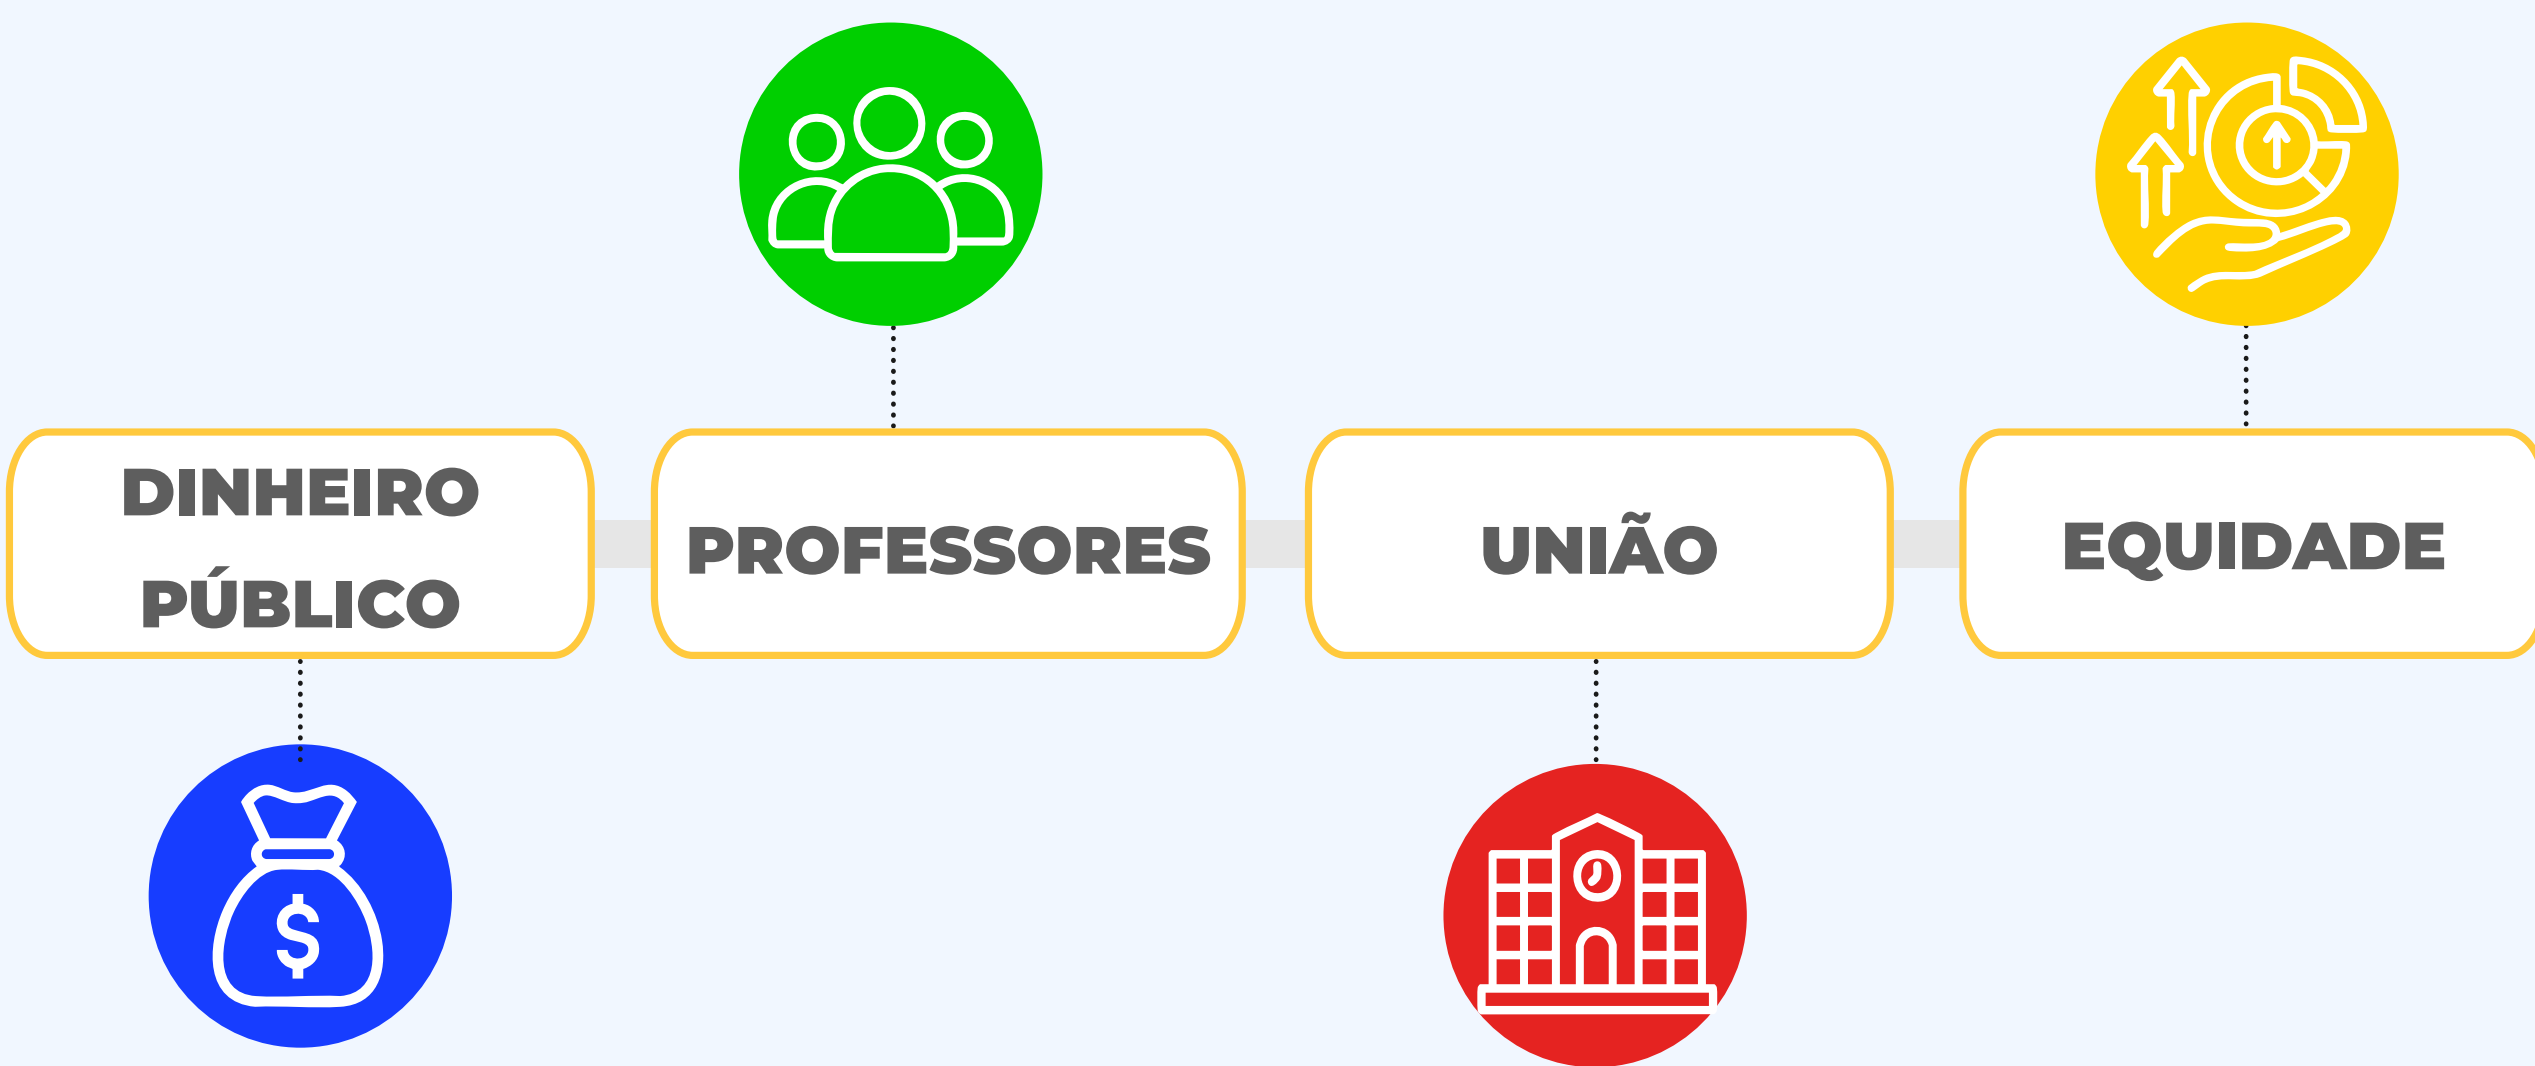 DINHEIRO
PÚBLICO
PROFESSORES
UNIÃO
EQUIDADE
$